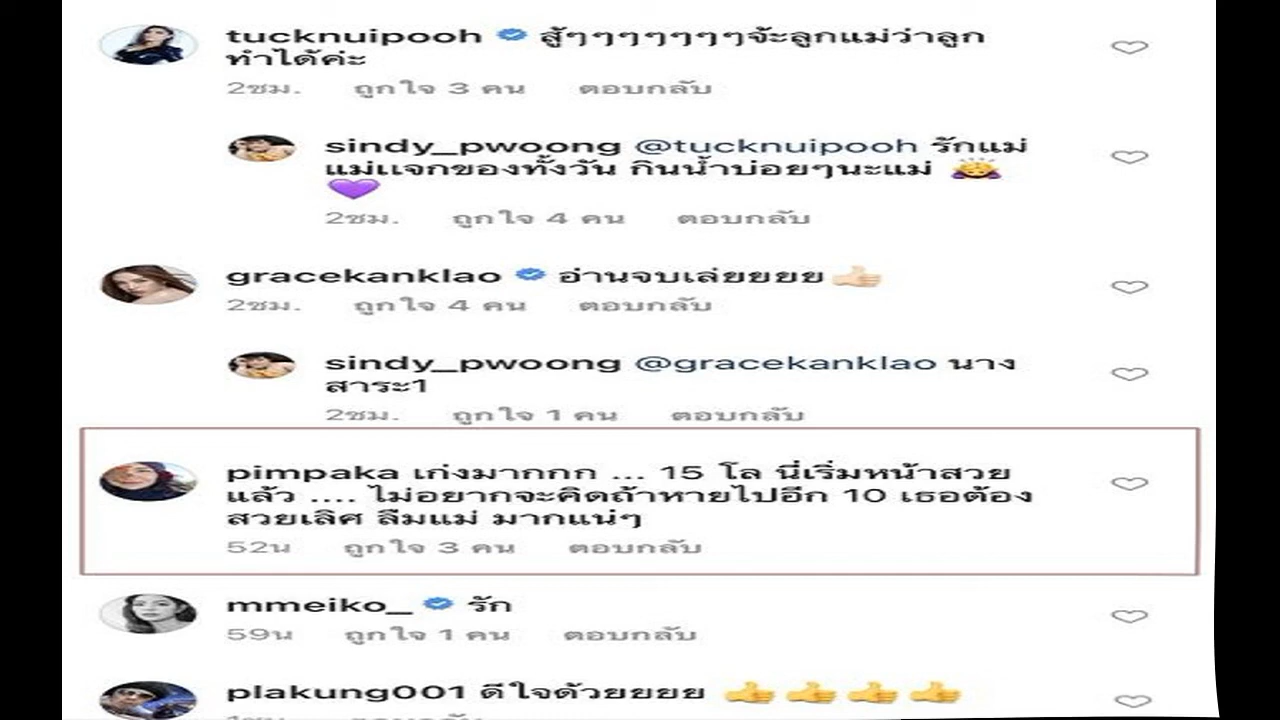 tucknuipooh สู้ๆๆๆๆๆๆๆจ้ะลูกแม่ว่าลูก
ทำได้ค่ะ
2ชม. ถูกใจ 3 คน ตอบกลับ
sindy_pwoong @tucknuipooh รักแม่
แม่แจกของทั้งวัน กินน้ำบ่อยๆนะแม่ 🙇💜
2ชม. ถูกใจ 4 คน ตอบกลับ
gracekanklao อ่านจบเล่ยยยยย👍🏻
2ชม. ถูกใจ 4 คน ตอบกลับ
sindy_pwoong @gracekanklao นาง
สาระ1
2ชม. ถูกใจ 1 คน ตอบกลับ
pimpaka เก่งมากกก ... 15 โล นี่เริ่มหน้าสวย
แล้ว .... ไม่อยากจะคิดถ้าหายไปอีก 10 เธอต้อง
สวยเลิศ ลืมแม่ มากแน่ๆ
52น ถูกใจ 3 คน ตอบกลับ
mmeiko_ รัก
59น ถูกใจ 1 คน ตอบกลับ
plakung001 ดีใจด้วยยยย 👍👍👍👍